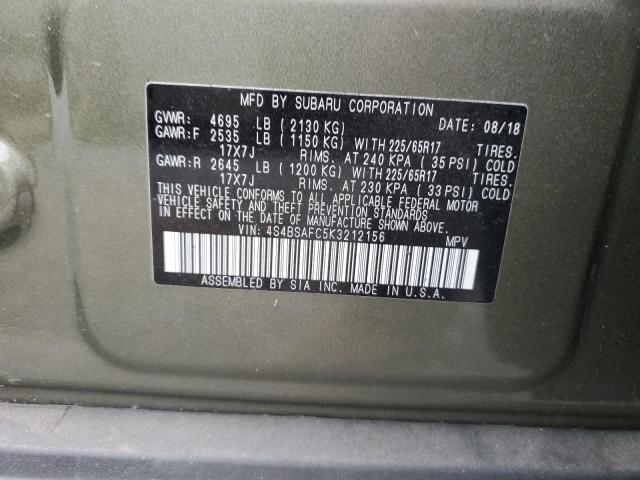 MFD BY SUBARU CORPORATION
GVWR: 4695 LB ( 2130 KG) DATE: 08/18
GAWR: F 2535 LB ( 1150 KG) WITH 225/65R17 TIRES.
17X7J RIMS. AT 240 KPA ( 35 PSI) COLD
GAWR: R 2645 LB ( 1200 KG) WITH 225/65R17 TIRES.
17X7J RIMS. AT 230 KPA ( 33 PSI) COLD
THIS VEHICLE CONFORMS TO ALL APPLICABLE FEDERAL MOTOR
VEHICLE SAFETY AND THEFT PREVENTION STANDARDS
IN EFFECT ON THE DATE OF MANUFACTURE SHOWN ABOVE.
VIN: 4S4BSAFC5K3212156 MPV
ASSEMBLED BY SIA INC. MADE IN U.S.A.